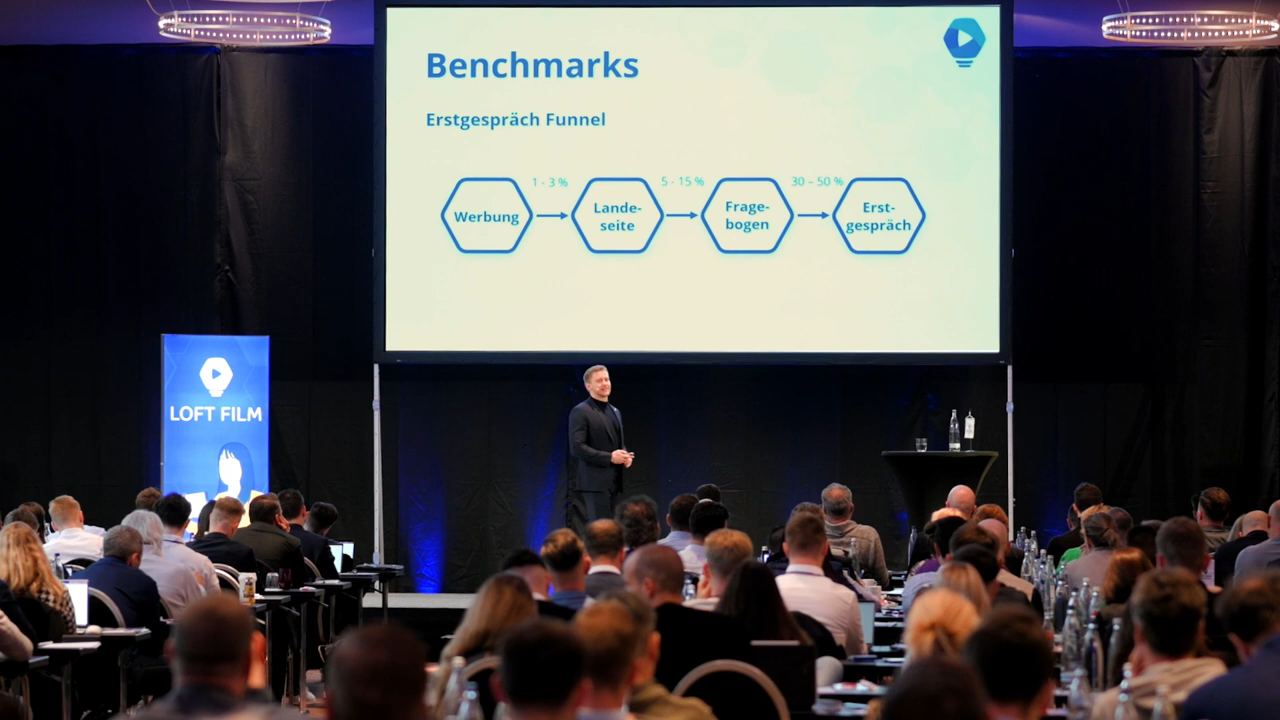 Benchmarks
Erstgespräch Funnel
1 - 3 %
5 - 15 %
30 – 50 %
Werbung
Lande-
seite
Frage-
bogen
Erst-
gespräch
LOFT FILM